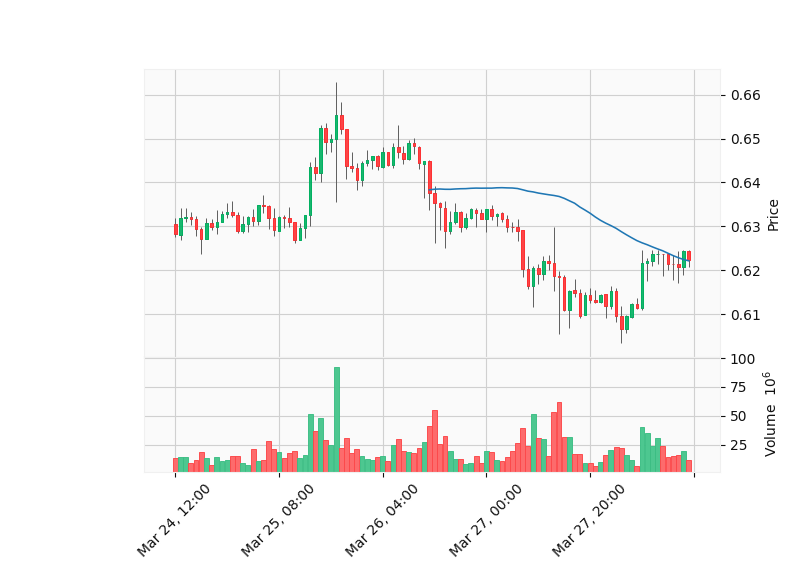 0.66
0.65
0.64
0.63
0.62
0.61
Price
100
75
50
25
Volume 10^6
Mar 24, 12:00
Mar 25, 08:00
Mar 26, 04:00
Mar 27, 00:00
Mar 27, 20:00